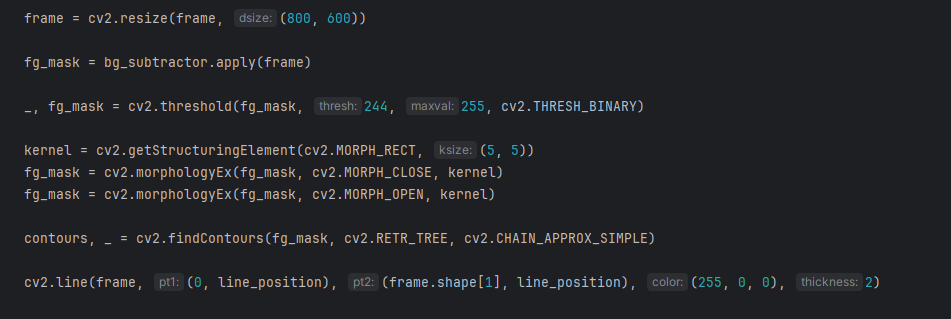 frame = cv2.resize(frame, dsize: (800, 600))
fg_mask = bg_subtractor.apply(frame)
_, fg_mask = cv2.threshold(fg_mask, thresh: 244, maxval: 255, cv2.THRESH_BINARY)
kernel = cv2.getStructuringElement(cv2.MORPH_RECT, ksize: (5, 5))
fg_mask = cv2.morphologyEx(fg_mask, cv2.MORPH_CLOSE, kernel)
fg_mask = cv2.morphologyEx(fg_mask, cv2.MORPH_OPEN, kernel)
contours, _ = cv2.findContours(fg_mask, cv2.RETR_TREE, cv2.CHAIN_APPROX_SIMPLE)
cv2.line(frame, pt1: (0, line_position), pt2: (frame.shape[1], line_position), color: (255, 0, 0), thickness: 2)